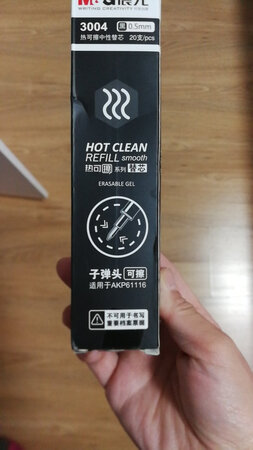 M&G晨光
WRITING CREATIVITY
3004 黑 0.5mm
热可擦中性替芯 20支/pcs
HOT CLEAN
REFILL smooth
热可擦系列替芯
ERASABLE GEL
子弹头 可擦
适用于AKP61116
不可用于书写
重要档案票据